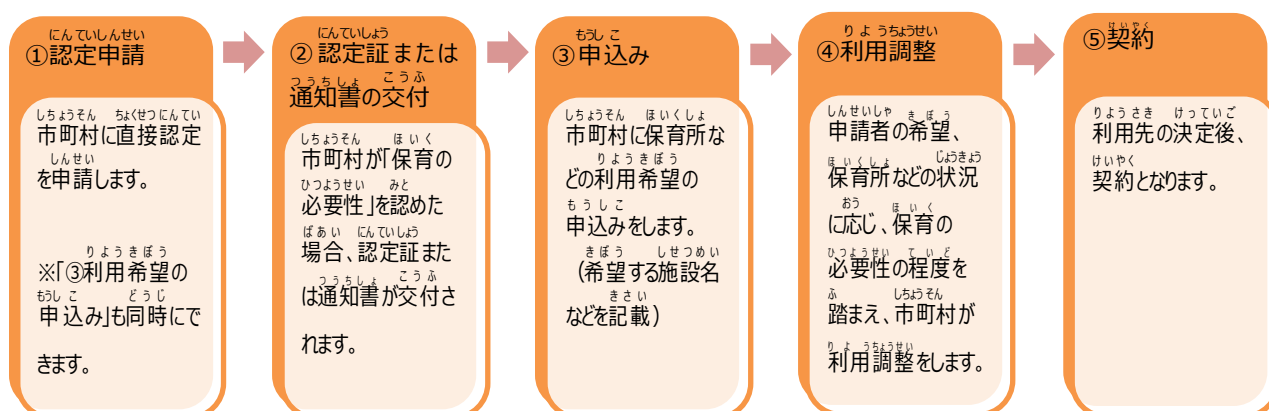 にんていしんせい
①認定申請
しちょうそん ちょくせつにんてい
市町村に直接認定
しんせい
を申請します。
りようきぼう
※「③利用希望の
もうしこ どうじ
申込み」も同時にで
きます。
にんていしょう
②認定証または
つうちしょ こうふ
通知書の交付
しちょうそん ほいく
市町村が「保育の
ひつようせい みと
必要性」を認めた
ばあい にんていしょう
場合、認定証また
つうちしょ こうふ
は通知書が交付さ
れます。
もうしこ
③申込み
しちょうそん ほいくしょ
市町村に保育所な
りようきぼう
どの利用希望の
もうしこ
申込みをします。
きぼう しせつめい
（希望する施設名
きさい
などを記載）
りようちょうせい
④利用調整
しんせいしゃ きぼう
申請者の希望、
ほいくしょ じょうきょう
保育所などの状況
おう ほいく
に応じ、保育の
ひつようせい ていど
必要性の程度を
ふ しちょうそん
踏まえ、市町村が
りようちょうせい
利用調整をします。
けいやく
⑤契約
りようさき けっていご
利用先の決定後、
けいやく
契約となります。